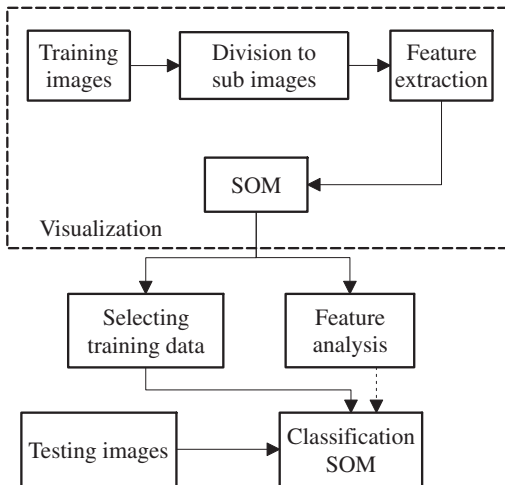 Training
images
Division to
sub images
Feature
extraction
SOM
Visualization
Selecting
training data
Feature
analysis
Testing images
Classification
SOM